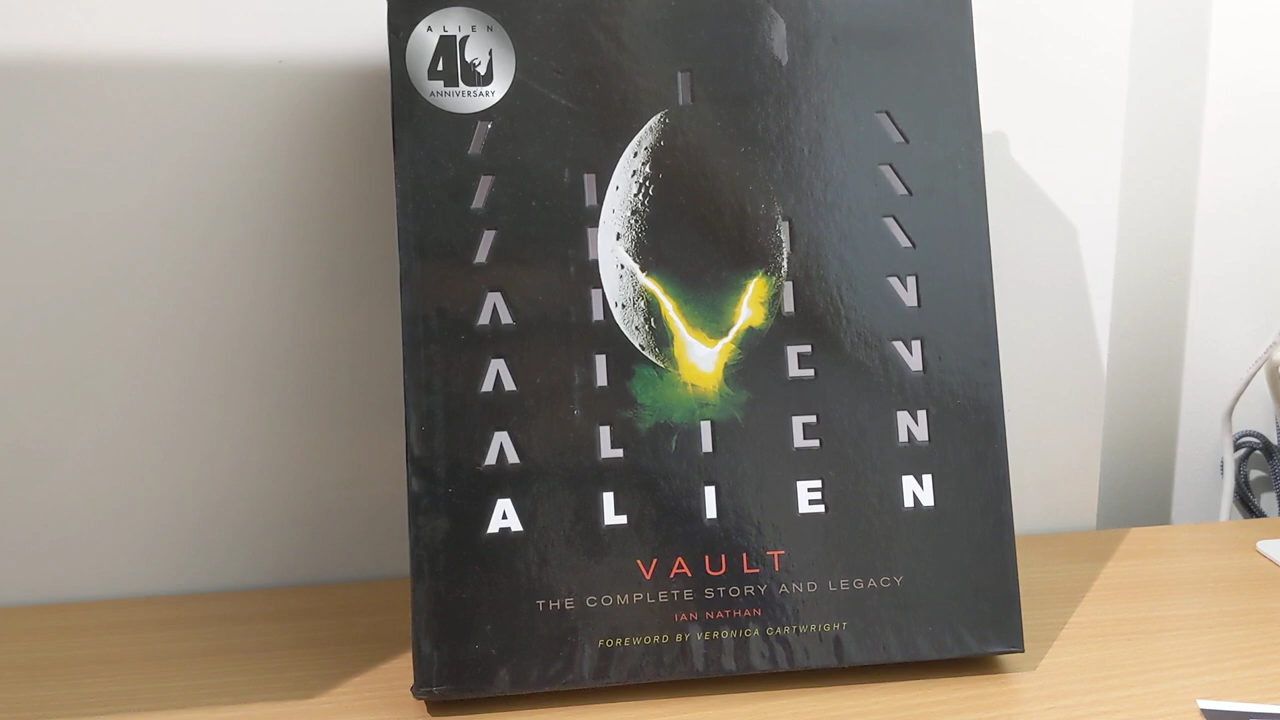 ALIEN
40
ANNIVERSARY
ALIEN
VAULT
THE COMPLETE STORY AND LEGACY
IAN NATHAN
FOREWORD BY VERONICA CARTWRIGHT